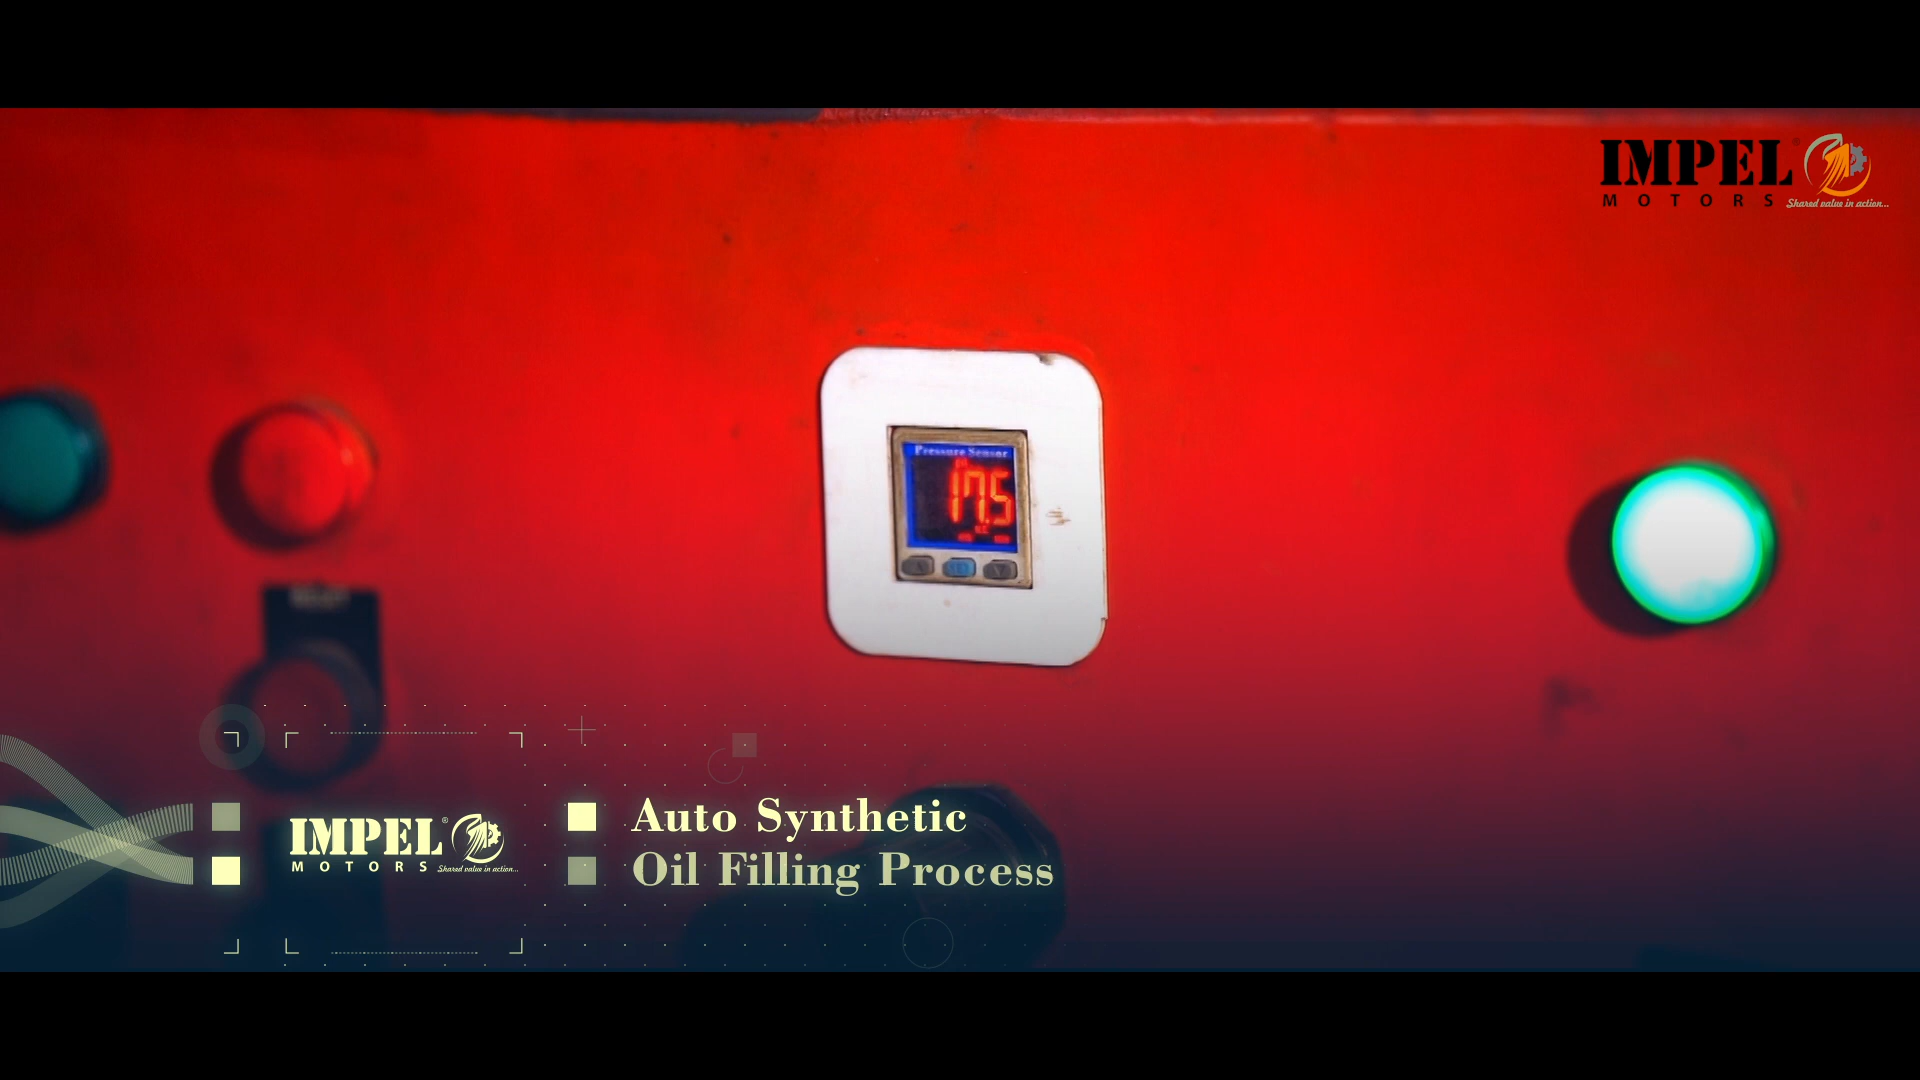 IMPEL®
MOTORS
Shared value in action...
Pressure Sensor
17.5
RESET
IMPEL®
MOTORS
Shared value in action...
Auto Synthetic
Oil Filling Process